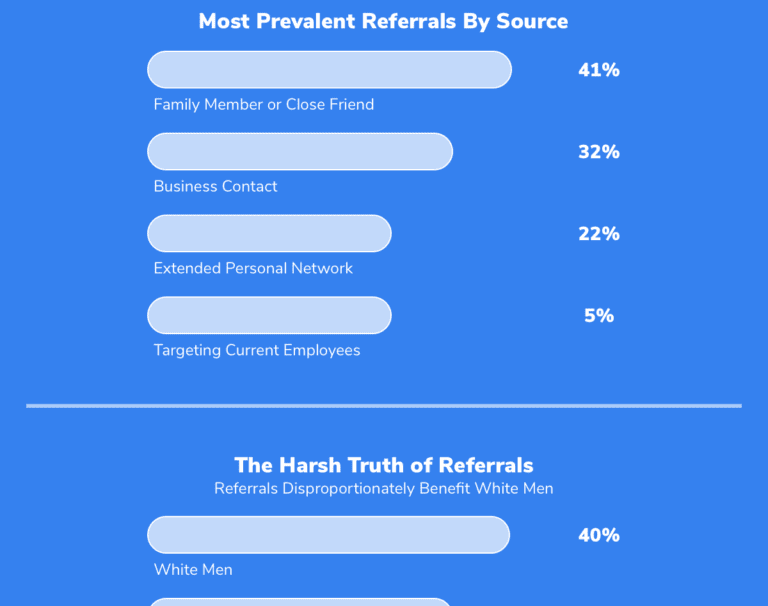 Most Prevalent Referrals By Source
41%
Family Member or Close Friend
32%
Business Contact
22%
Extended Personal Network
5%
Targeting Current Employees
The Harsh Truth of Referrals
Referrals Disproportionately Benefit White Men
40%
White Men